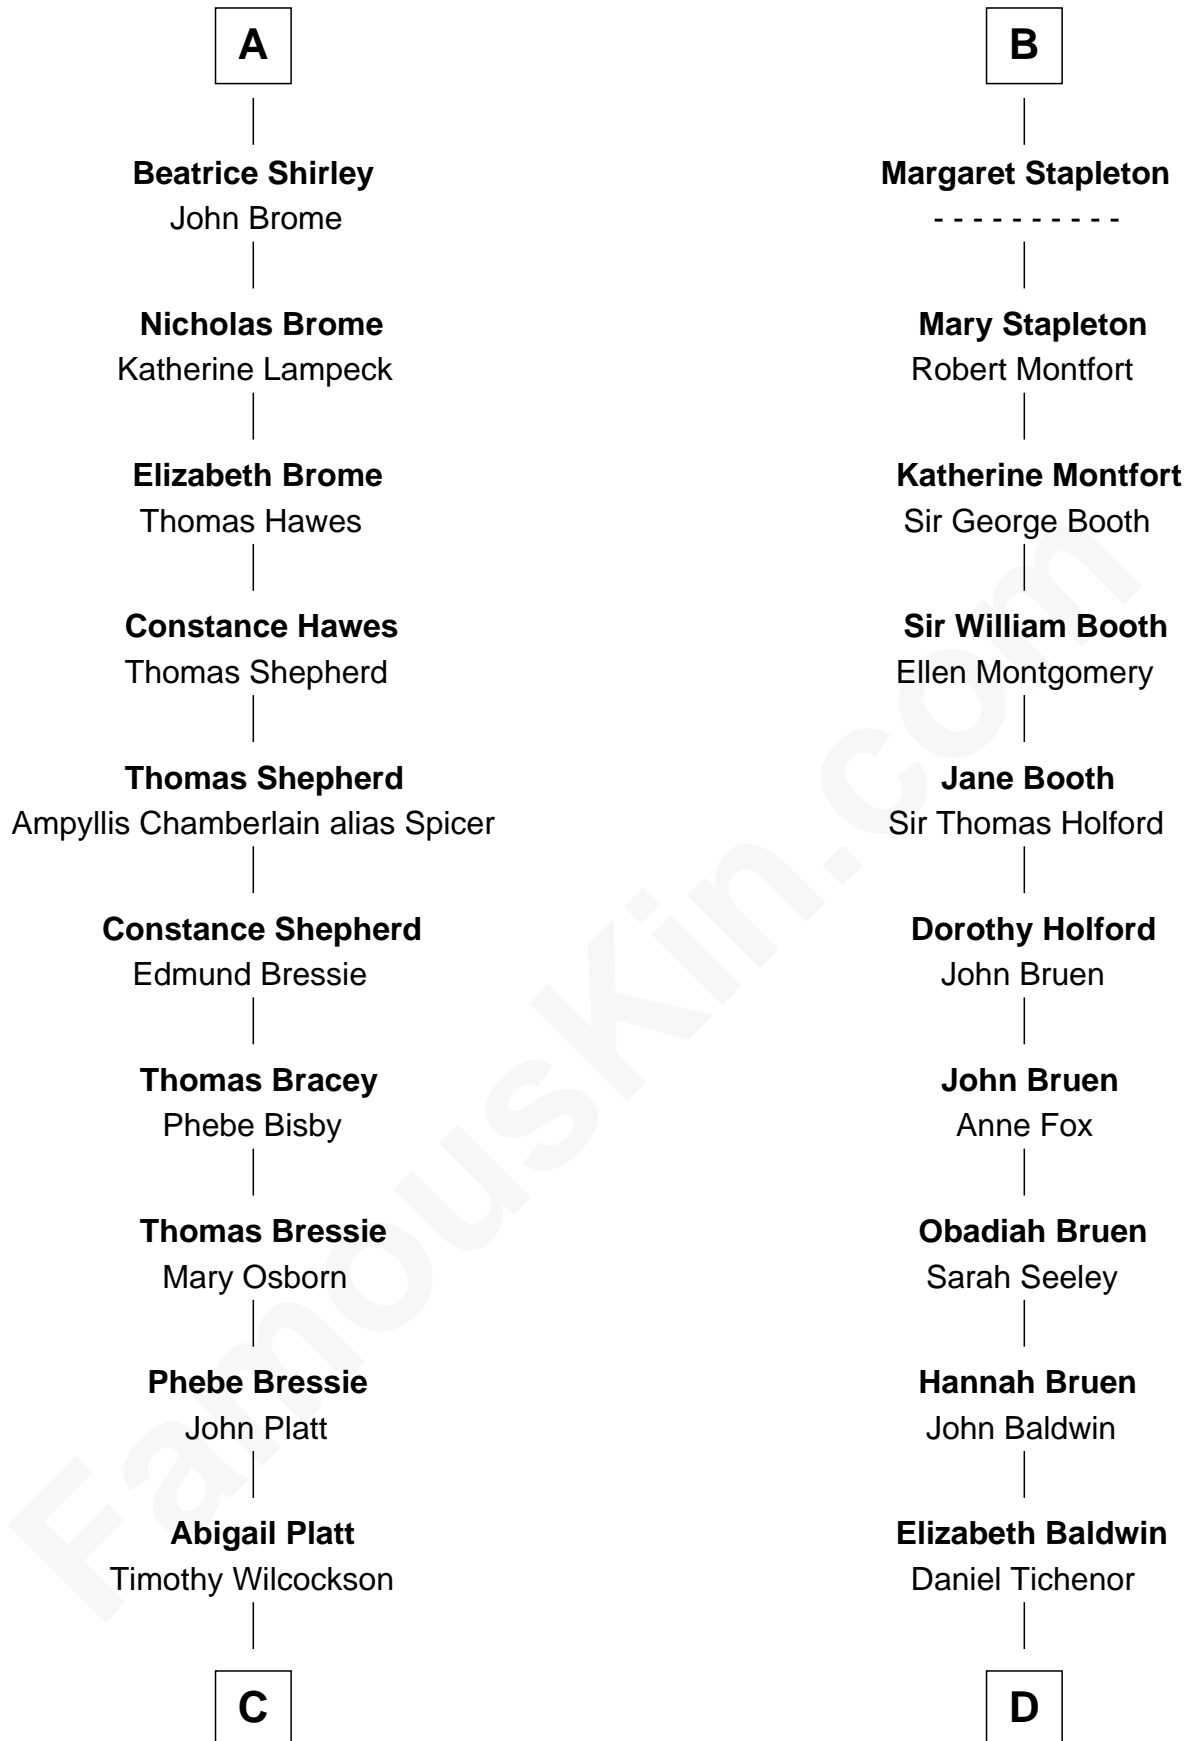 A
Beatrice Shirley
John Brome
Nicholas Brome
Katherine Lampeck
Elizabeth Brome
Thomas Hawes
Constance Hawes
Thomas Shepherd
Thomas Shepherd
Ampyllis Chamberlain alias Spicer
Constance Shepherd
Edmund Bressie
Thomas Bracey
Phebe Bisby
Thomas Bressie
Mary Osborn
Phebe Bressie
John Platt
Abigail Platt
Timothy Wilcockson
C
B
Margaret Stapleton
- - - - - - - - - -
Mary Stapleton
Robert Montfort
Katherine Montfort
Sir George Booth
Sir William Booth
Ellen Montgomery
Jane Booth
Sir Thomas Holford
Dorothy Holford
John Bruen
John Bruen
Anne Fox
Obadiah Bruen
Sarah Seeley
Hannah Bruen
John Baldwin
Elizabeth Baldwin
Daniel Tichenor
D
FamousKin.com